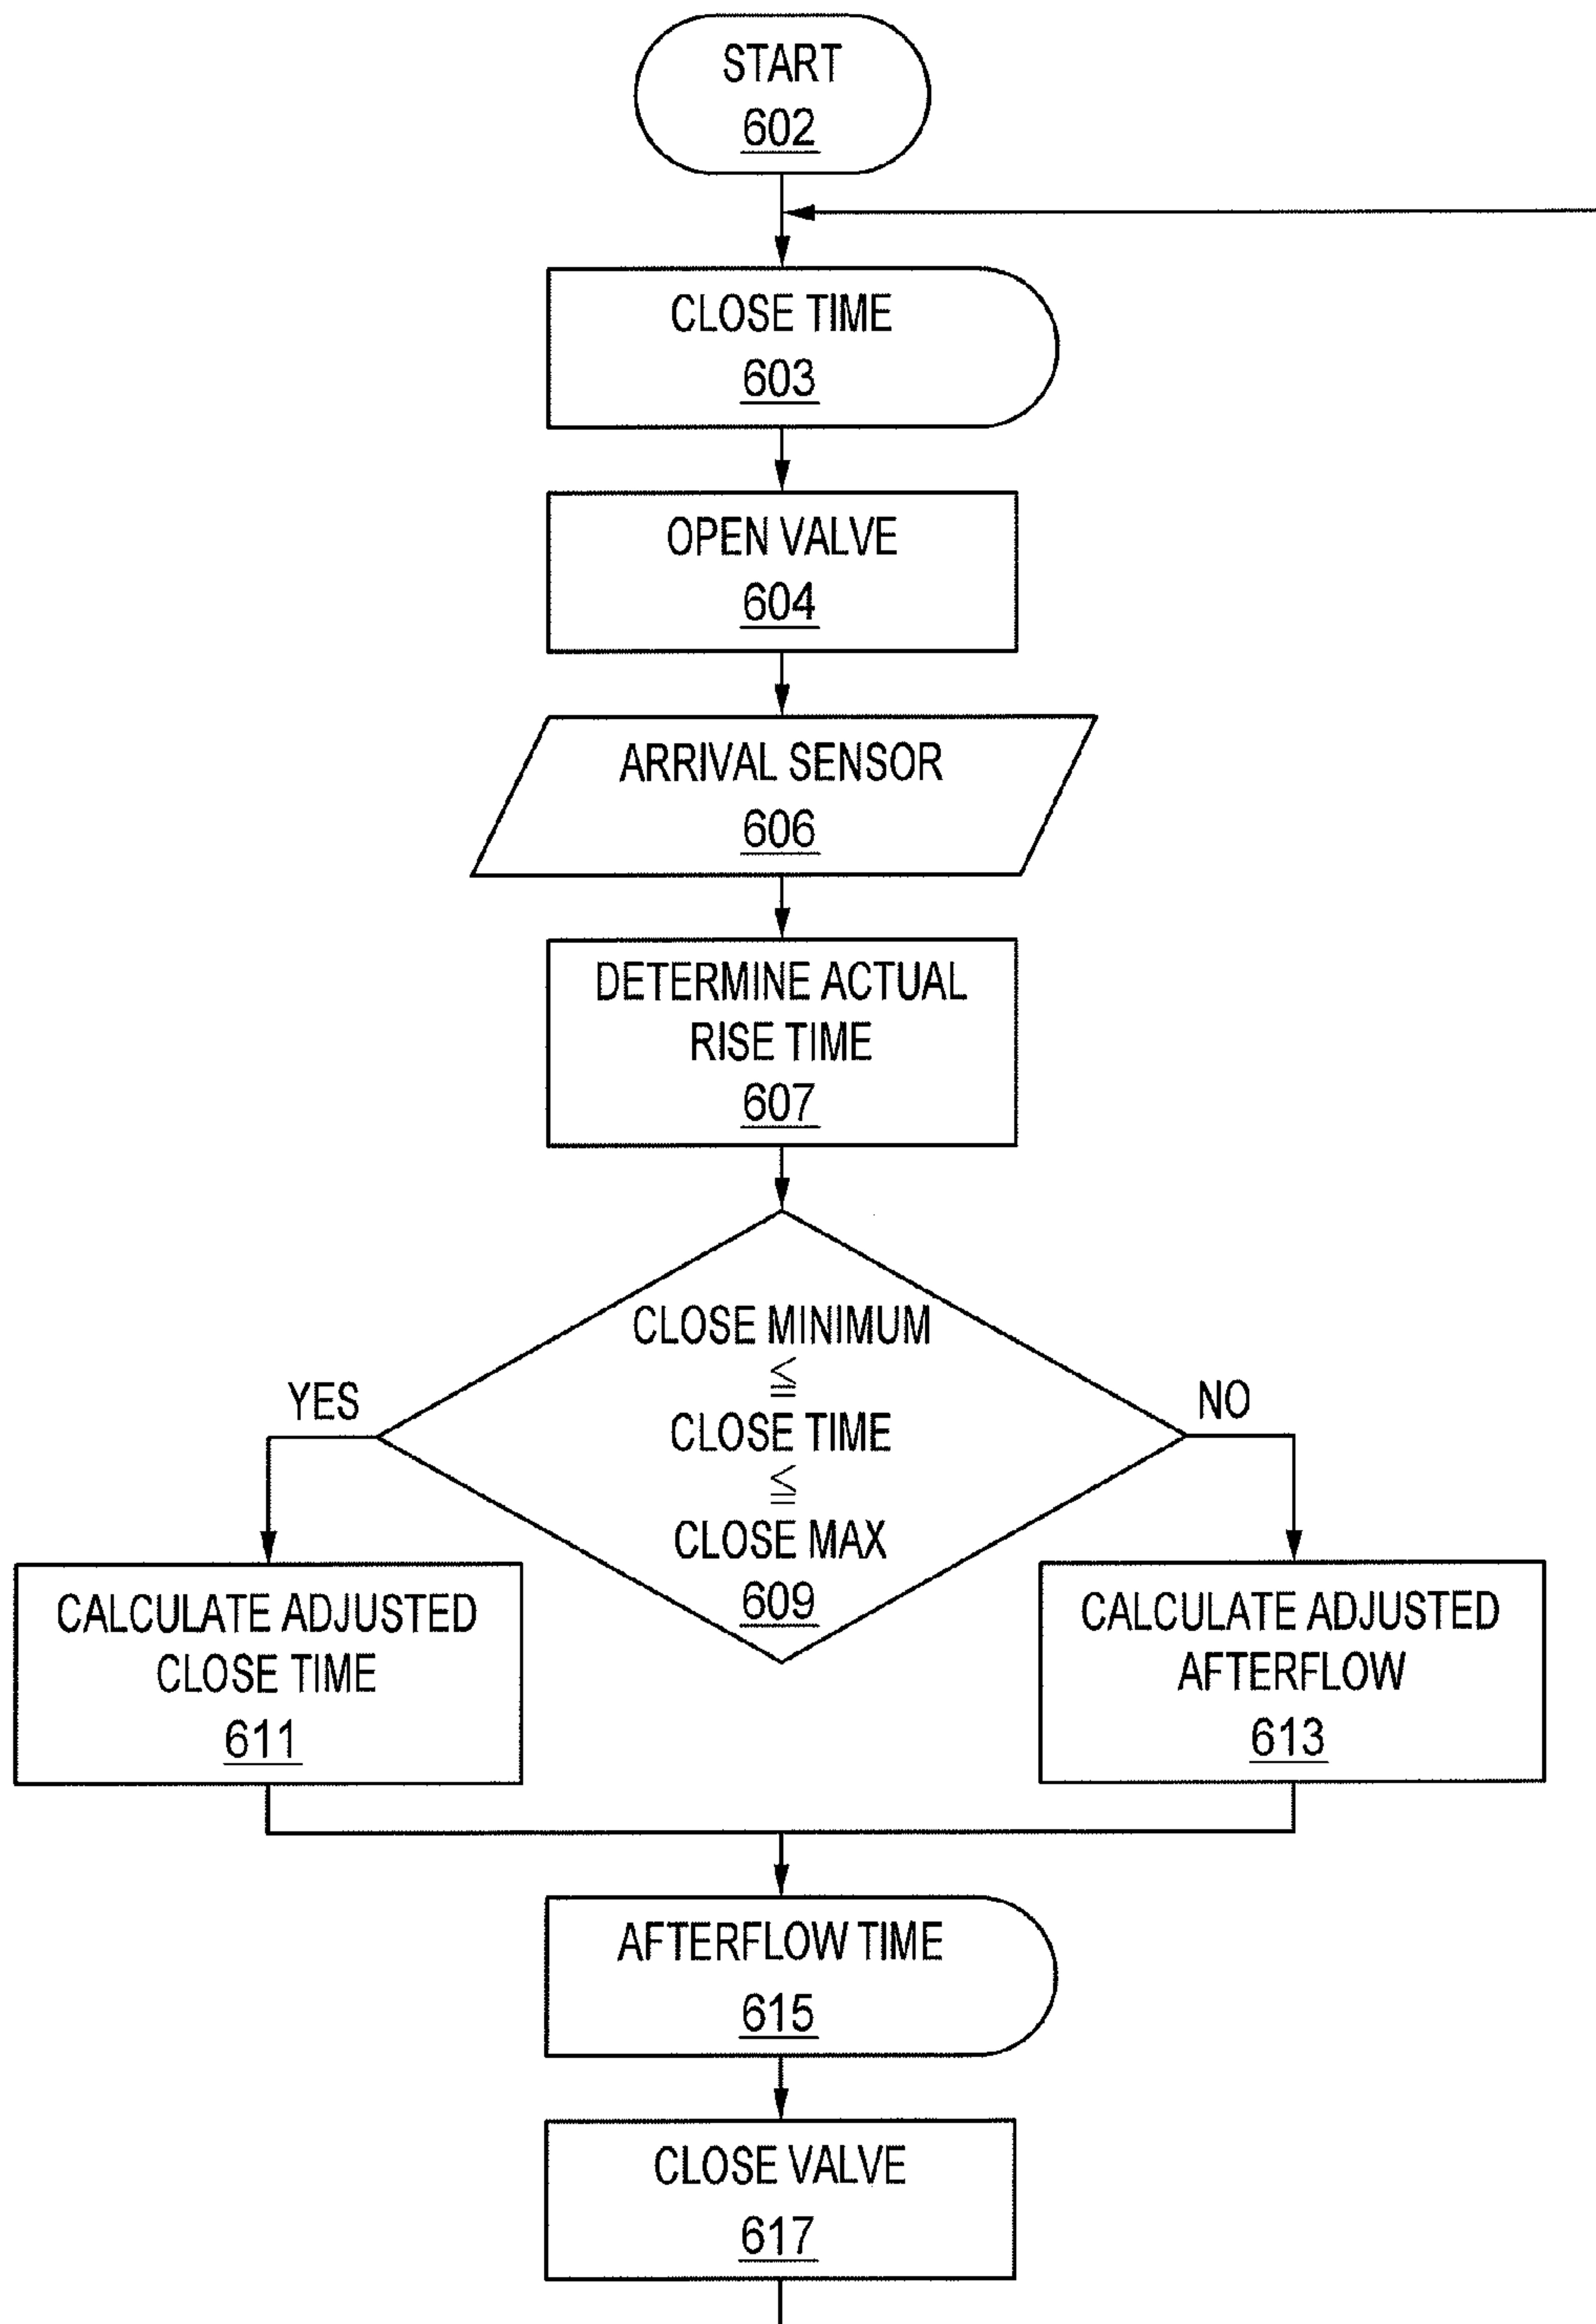 START
602
CLOSE TIME
603
OPEN VALVE
604
ARRIVAL SENSOR
606
DETERMINE ACTUAL
RISE TIME
607
CLOSE MINIMUM
≤
CLOSE TIME
≤
CLOSE MAX
609
YES
NO
CALCULATE ADJUSTED
CLOSE TIME
611
CALCULATE ADJUSTED
AFTERFLOW
613
AFTERFLOW TIME
615
CLOSE VALVE
617